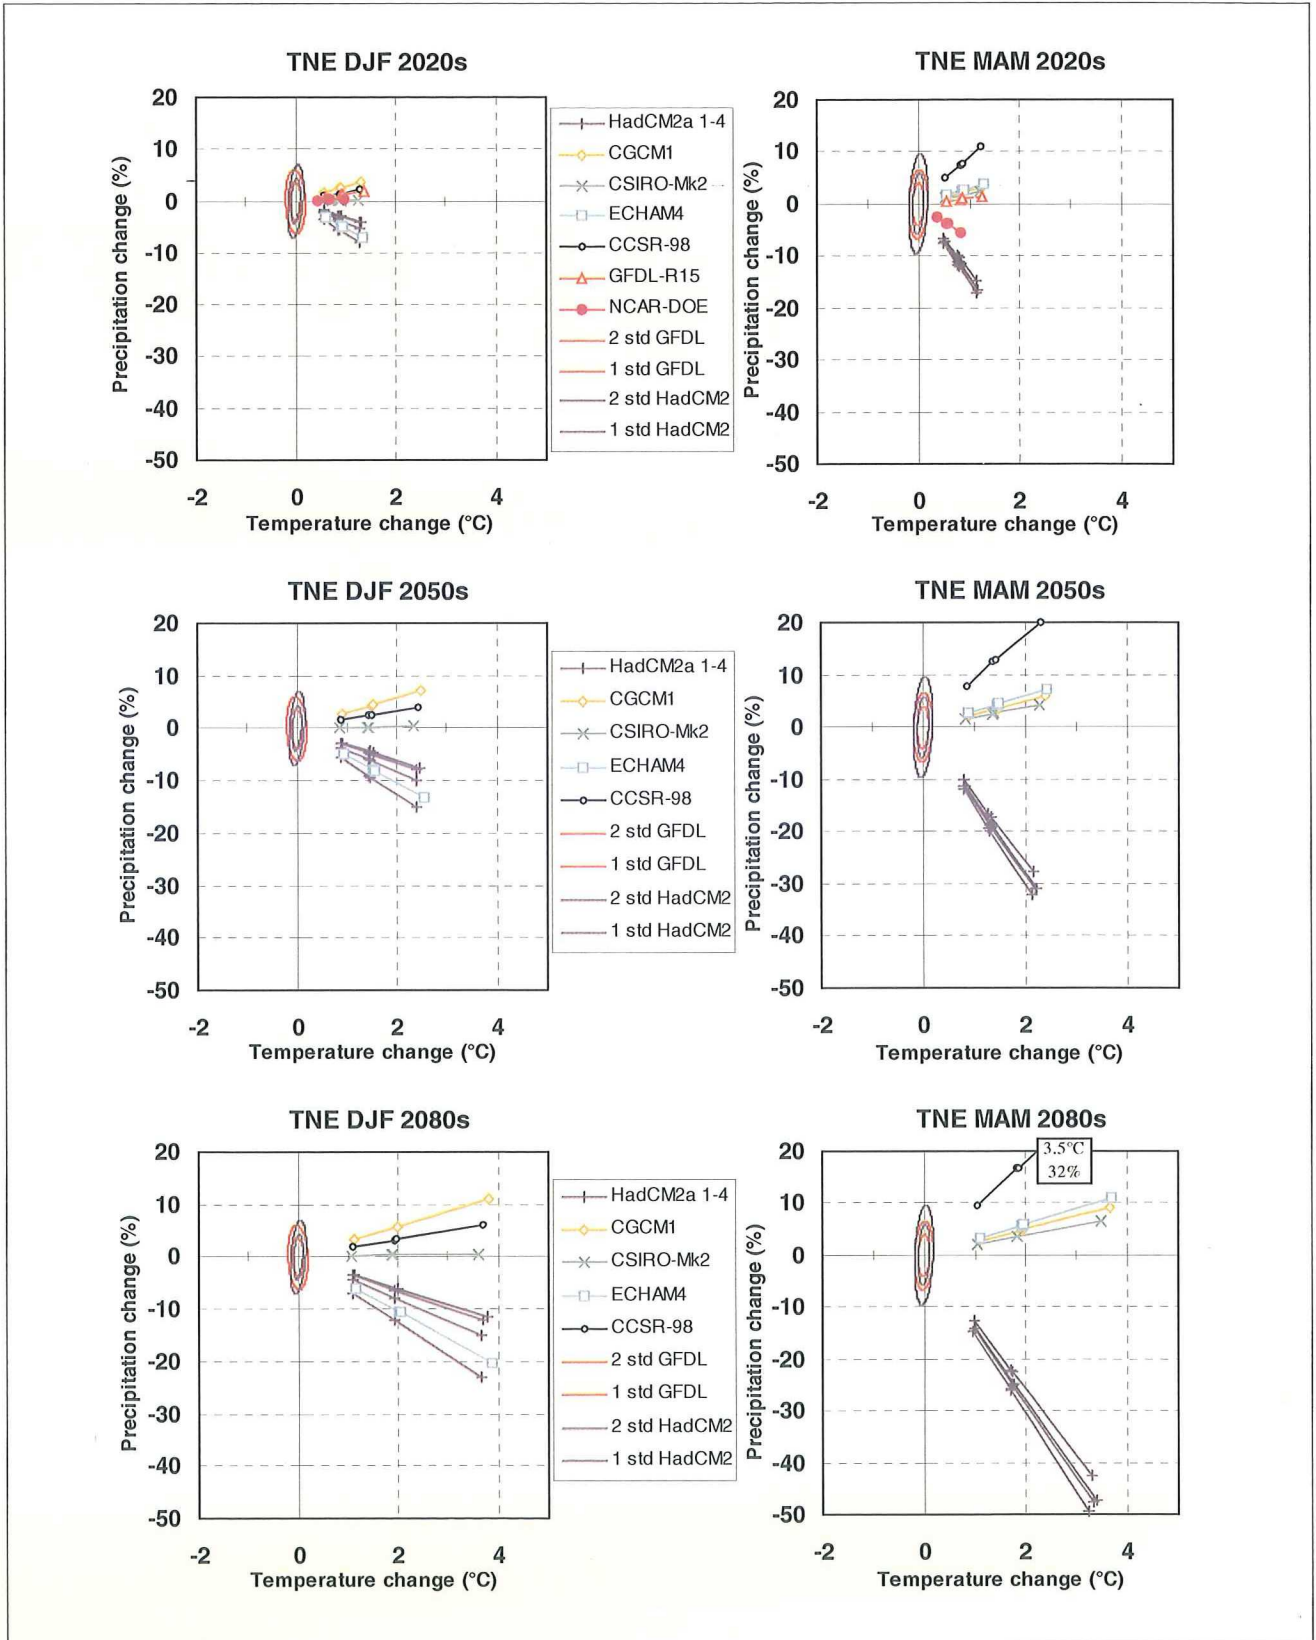 TNE DJF 2020s
20
10
0
-10
-20
-30
-40
-50
Precipitation change (%)
-2 0 2 4
Temperature change (°C)
HadCM2a 1-4
CGCM1
CSIRO-Mk2
ECHAM4
CCSR-98
GFDL-R15
NCAR-DOE
2 std GFDL
1 std GFDL
2 std HadCM2
1 std HadCM2
TNE MAM 2020s
20
10
0
-10
-20
-30
-40
-50
Precipitation change (%)
-2 0 2 4
Temperature change (°C)
TNE DJF 2050s
20
10
0
-10
-20
-30
-40
-50
Precipitation change (%)
-2 0 2 4
Temperature change (°C)
HadCM2a 1-4
CGCM1
CSIRO-Mk2
ECHAM4
CCSR-98
2 std GFDL
1 std GFDL
2 std HadCM2
1 std HadCM2
TNE MAM 2050s
20
10
0
-10
-20
-30
-40
-50
Precipitation change (%)
-2 0 2 4
Temperature change (°C)
TNE DJF 2080s
20
10
0
-10
-20
-30
-40
-50
Precipitation change (%)
-2 0 2 4
Temperature change (°C)
HadCM2a 1-4
CGCM1
CSIRO-Mk2
ECHAM4
CCSR-98
2 std GFDL
1 std GFDL
2 std HadCM2
1 std HadCM2
TNE MAM 2080s
3.5°C
32%
20
10
0
-10
-20
-30
-40
-50
Precipitation change (%)
-2 0 2 4
Temperature change (°C)